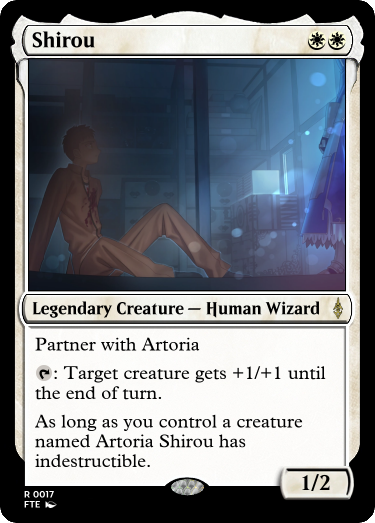 Shirou
Legendary Creature — Human Wizard
Partner with Artoria
: Target creature gets +1/+1 until
the end of turn.
As long as you control a creature
named Artoria Shirou has
indestructible.
1/2
R 0017
FTE